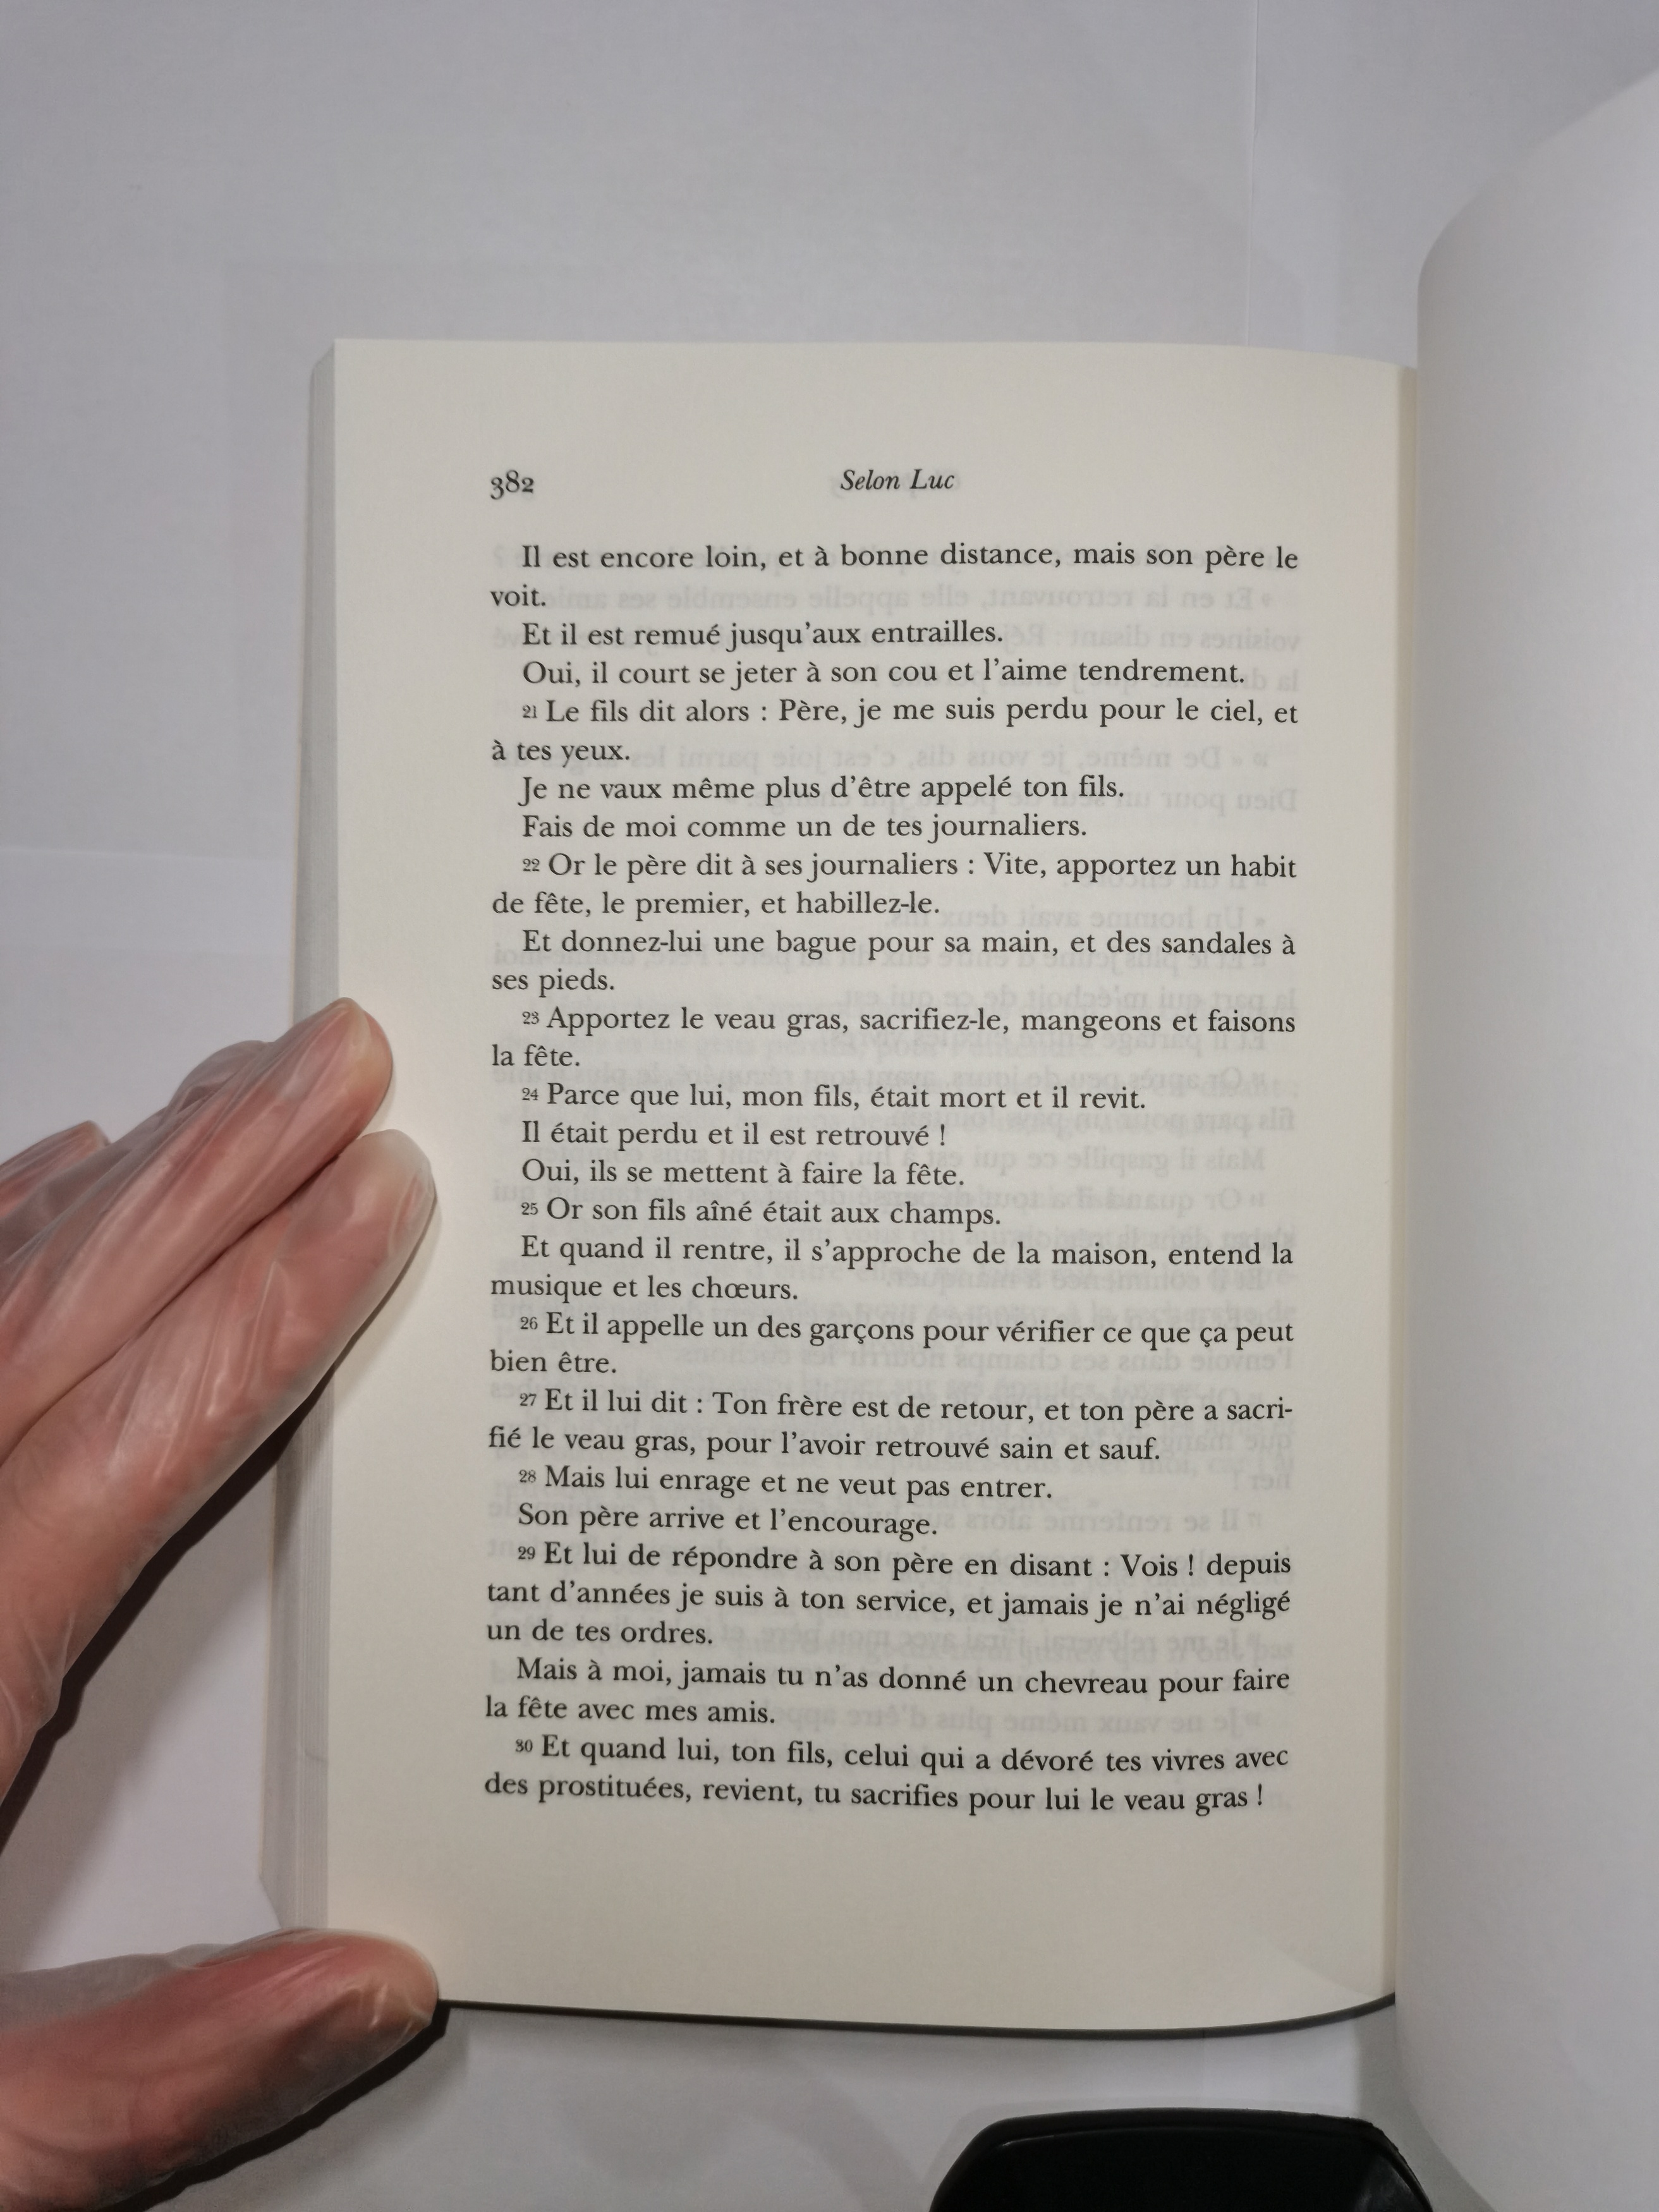 382 Selon Luc
Il est encore loin, et à bonne distance, mais son père le
voit.
Et il est remué jusqu'aux entrailles.
Oui, il court se jeter à son cou et l'aime tendrement.
21 Le fils dit alors : Père, je me suis perdu pour le ciel, et
à tes yeux.
Je ne vaux même plus d'être appelé ton fils.
Fais de moi comme un de tes journaliers.
22 Or le père dit à ses journaliers : Vite, apportez un habit
de fête, le premier, et habillez-le.
Et donnez-lui une bague pour sa main, et des sandales à
ses pieds.
23 Apportez le veau gras, sacrifiez-le, mangeons et faisons
la fête.
24 Parce que lui, mon fils, était mort et il revit.
Il était perdu et il est retrouvé !
Oui, ils se mettent à faire la fête.
25 Or son fils aîné était aux champs.
Et quand il rentre, il s'approche de la maison, entend la
musique et les chœurs.
26 Et il appelle un des garçons pour vérifier ce que ça peut
bien être.
27 Et il lui dit : Ton frère est de retour, et ton père a sacri-
fié le veau gras, pour l'avoir retrouvé sain et sauf.
28 Mais lui enrage et ne veut pas entrer.
Son père arrive et l'encourage.
29 Et lui de répondre à son père en disant : Vois ! depuis
tant d'années je suis à ton service, et jamais je n'ai négligé
un de tes ordres.
Mais à moi, jamais tu n'as donné un chevreau pour faire
la fête avec mes amis.
30 Et quand lui, ton fils, celui qui a dévoré tes vivres avec
des prostituées, revient, tu sacrifies pour lui le veau gras !